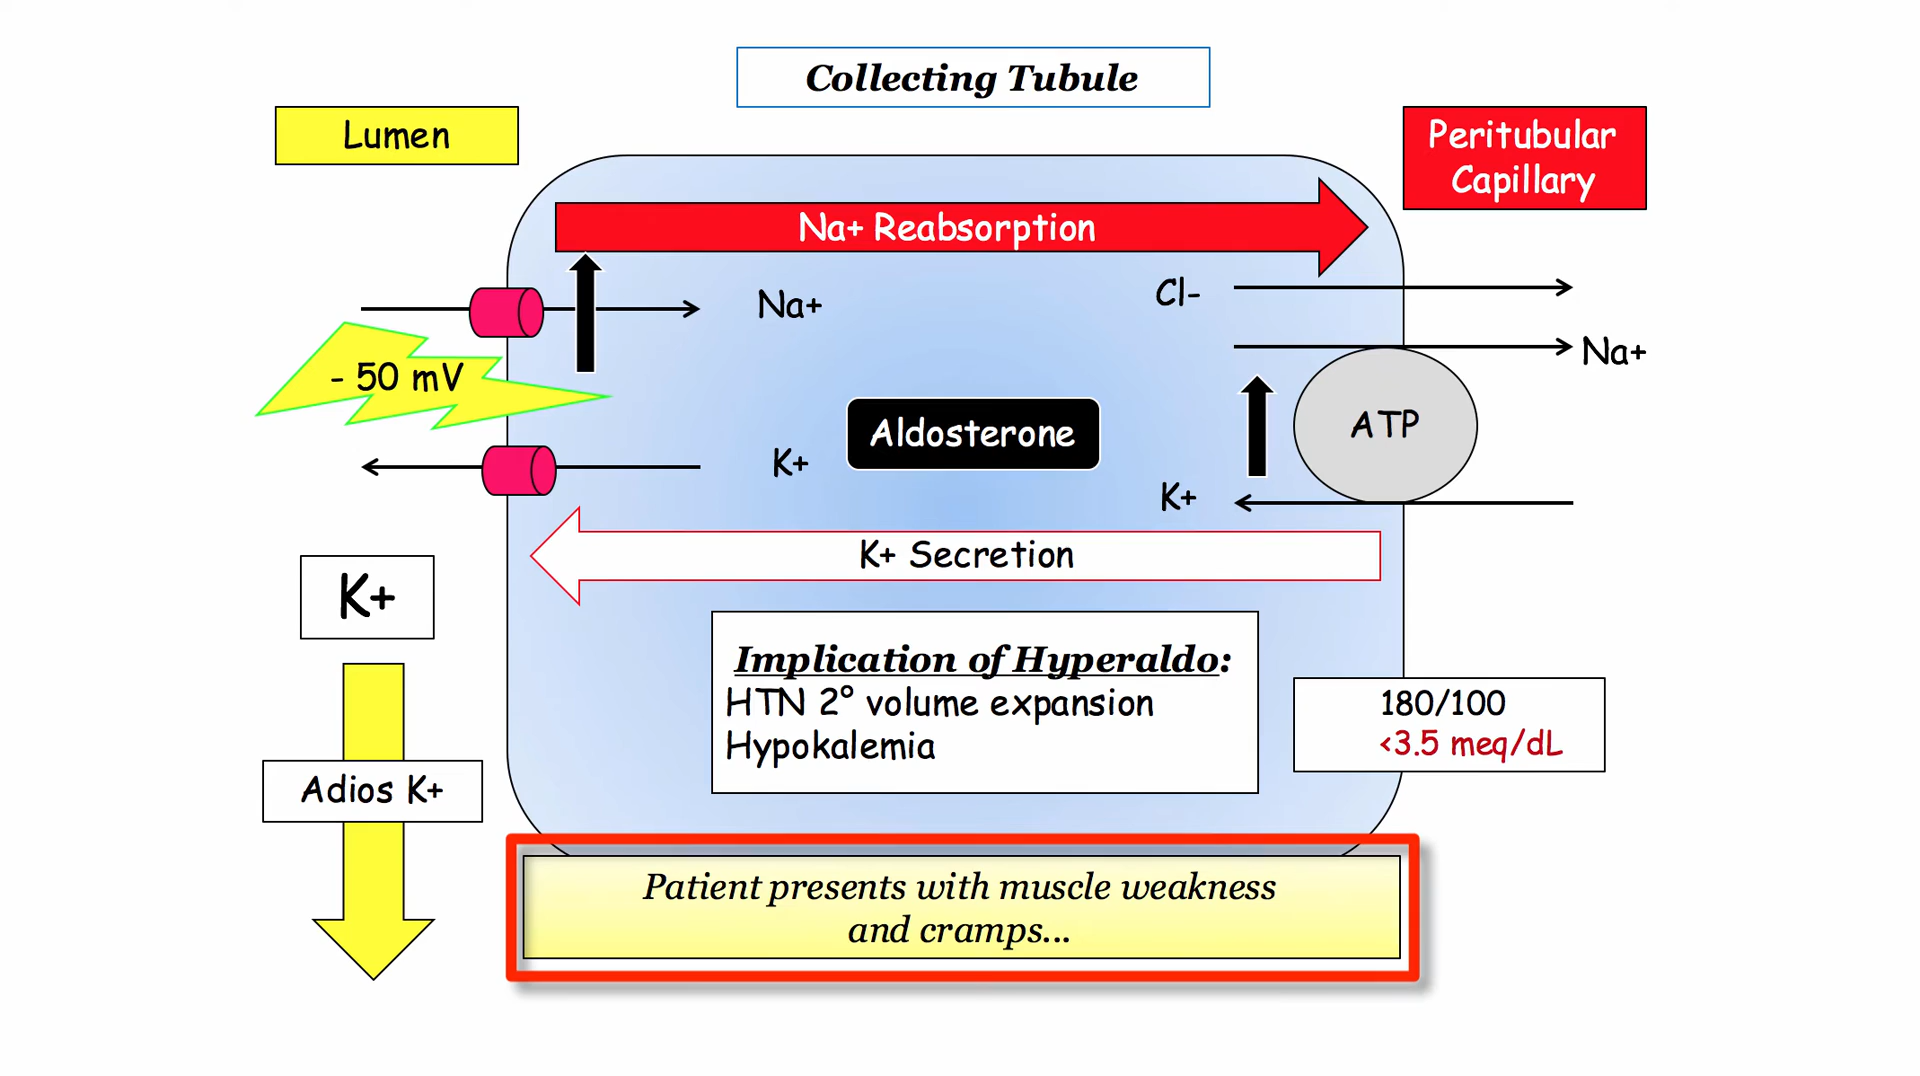 Collecting Tubule
Lumen
Peritubular
Capillary
Na+ Reabsorption
Na+
Cl-
Na+
- 50 mV
Aldosterone
ATP
K+
K+
K+ Secretion
K+
Implication of Hyperaldo:
HTN 2° volume expansion
Hypokalemia
180/100
<3.5 meq/dL
Adios K+
Patient presents with muscle weakness
and cramps...